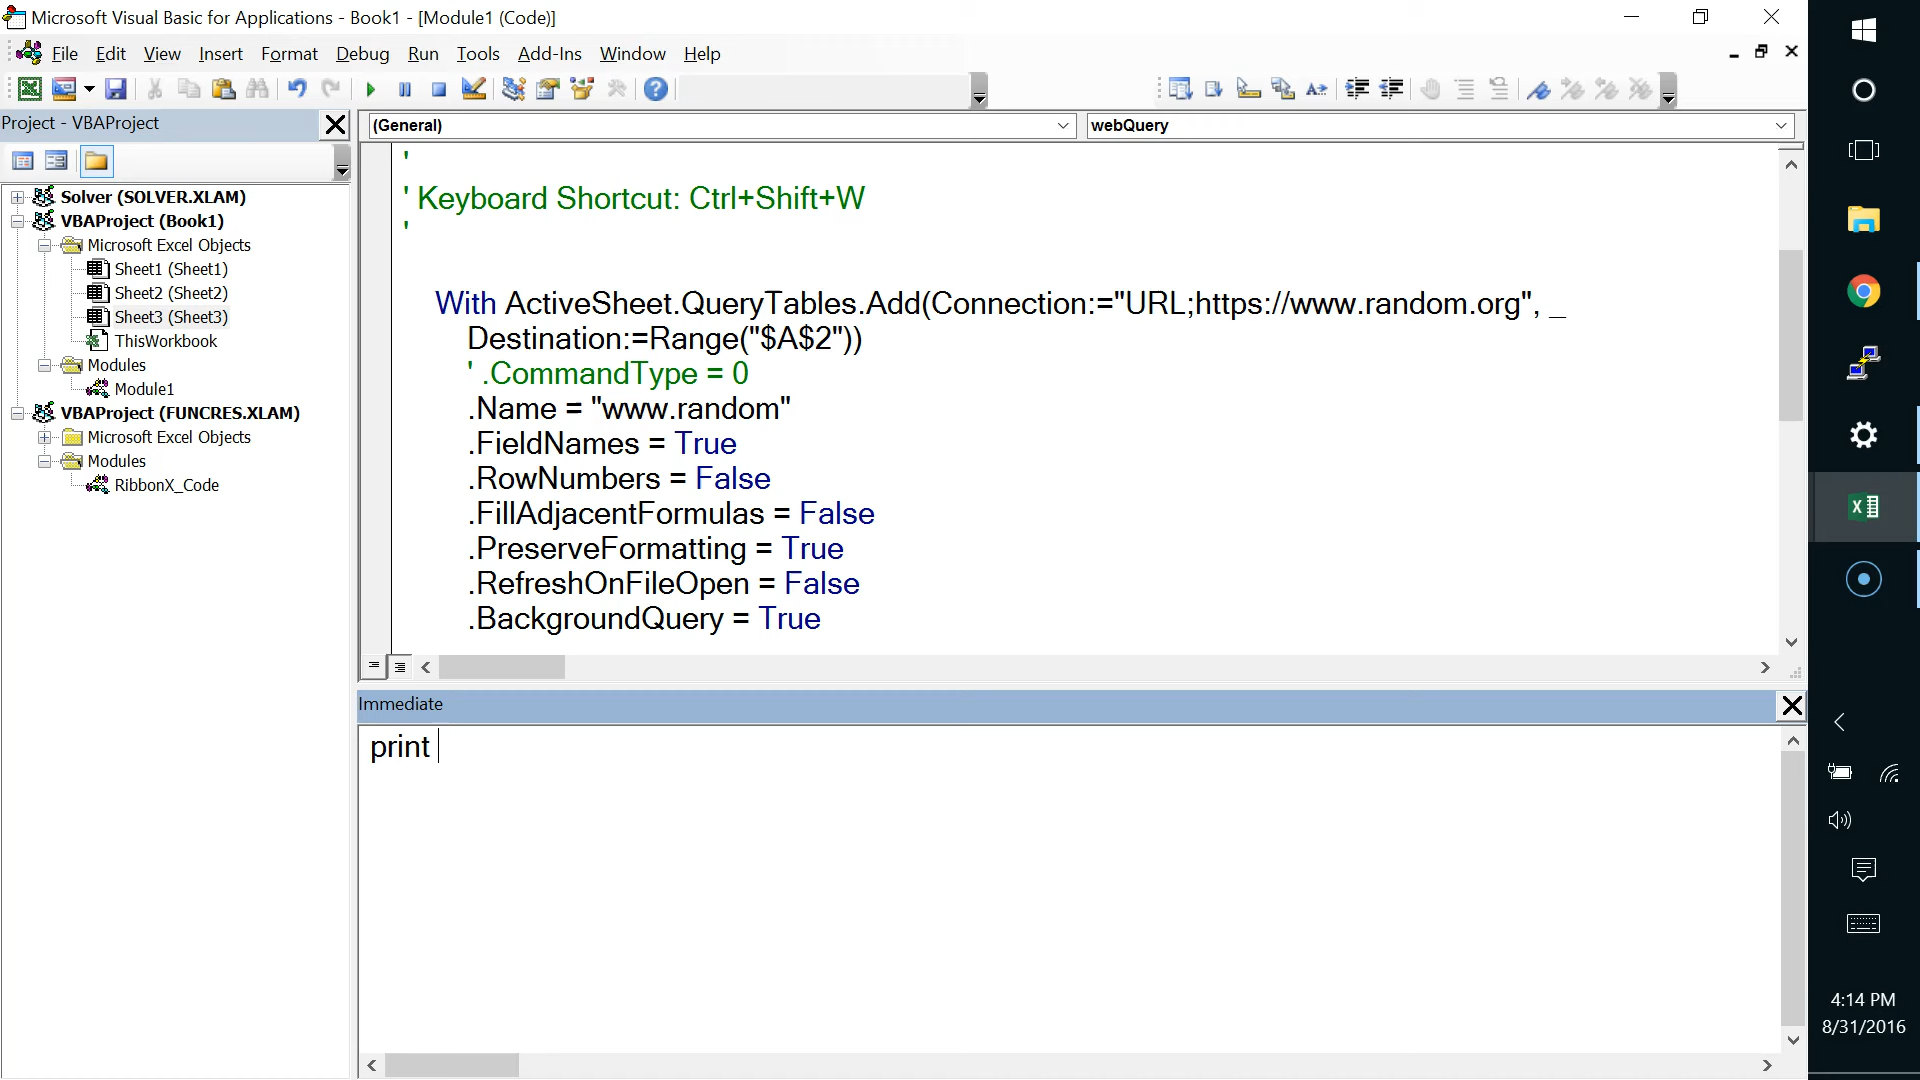 Microsoft Visual Basic for Applications - Book1 - [Module1 (Code)]
File Edit View Insert Format Debug Run Tools Add-Ins Window Help
Project - VBAProject
Solver (SOLVER.XLAM)
VBAProject (Book1)
Microsoft Excel Objects
Sheet1 (Sheet1)
Sheet2 (Sheet2)
Sheet3 (Sheet3)
ThisWorkbook
Modules
Module1
VBAProject (FUNCRES.XLAM)
Microsoft Excel Objects
Modules
RibbonX_Code
(General)
webQuery
'
' Keyboard Shortcut: Ctrl+Shift+W
'
With ActiveSheet.QueryTables.Add(Connection:="URL;https://www.random.org", _
Destination:=Range("$A$2"))
' .CommandType = 0
.Name = "www.random"
.FieldNames = True
.RowNumbers = False
.FillAdjacentFormulas = False
.PreserveFormatting = True
.RefreshOnFileOpen = False
.BackgroundQuery = True
Immediate
print
4:14 PM
8/31/2016